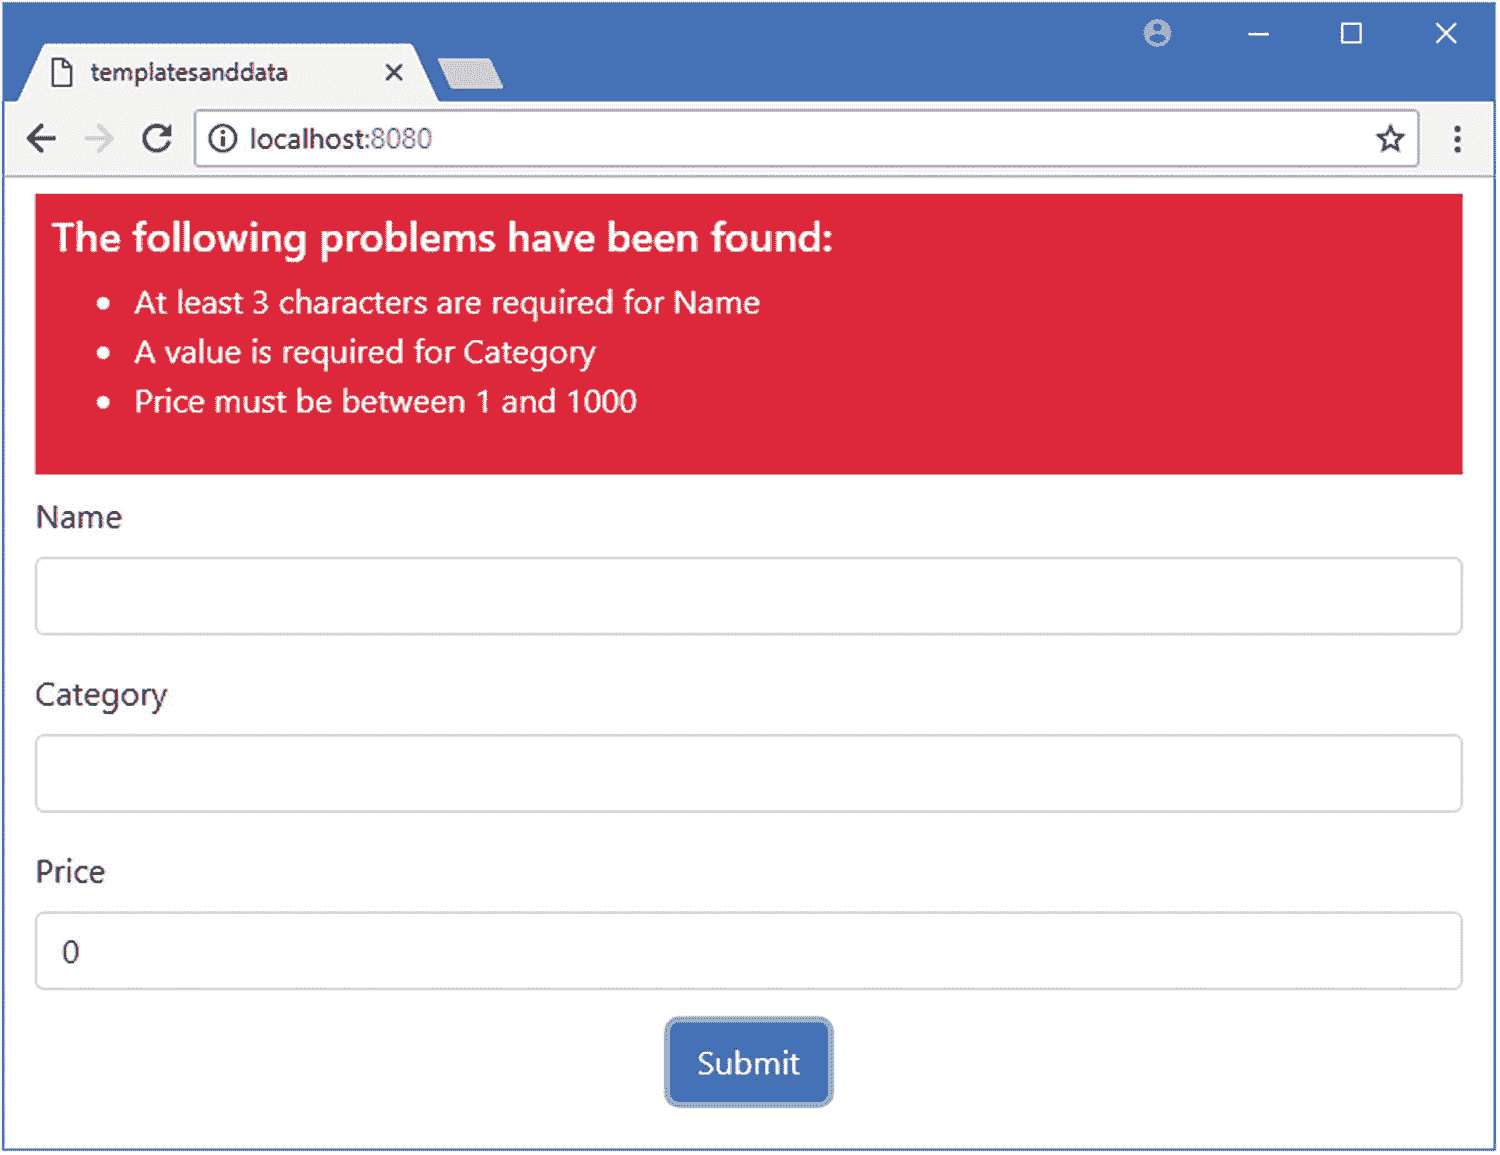 templatesanddata
localhost:8080
The following problems have been found:
At least 3 characters are required for Name
A value is required for Category
Price must be between 1 and 1000
Name
Category
Price
0
Submit